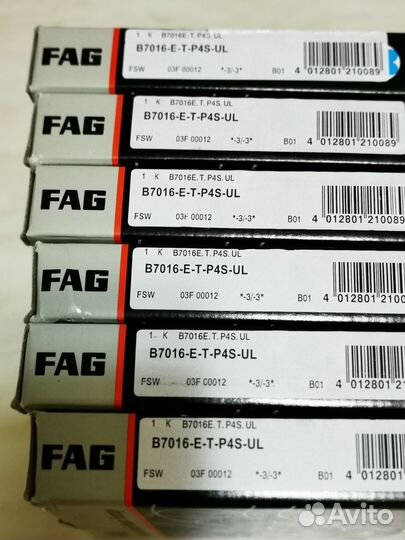 FAG
1 K B7016E.T.P4S.UL
B7016-E-T-P4S-UL
FSW 03F 00012 *-3/-3* B01 4 012801 210089
FAG
1 K B7016E.T.P4S.UL
B7016-E-T-P4S-UL
FSW 03F 00012 *-3/-3* B01 4 012801 210089
FAG
1 K B7016E.T.P4S.UL
B7016-E-T-P4S-UL
FSW 03F 00012 *-3/-3* B01 4 012801 210089
FAG
1 K B7016E.T.P4S.UL
B7016-E-T-P4S-UL
FSW 03F 00012 *-3/-3* B01 4 012801 2100
FAG
1 K B7016E.T.P4S.UL
B7016-E-T-P4S-UL
FSW 03F 00012 *-3/-3* B01 4 012801 21
FAG
1 K B7016E.T.P4S.UL
B7016-E-T-P4S-UL
FSW 03F 00012 *-3/-3* B01 4 012801
Avito